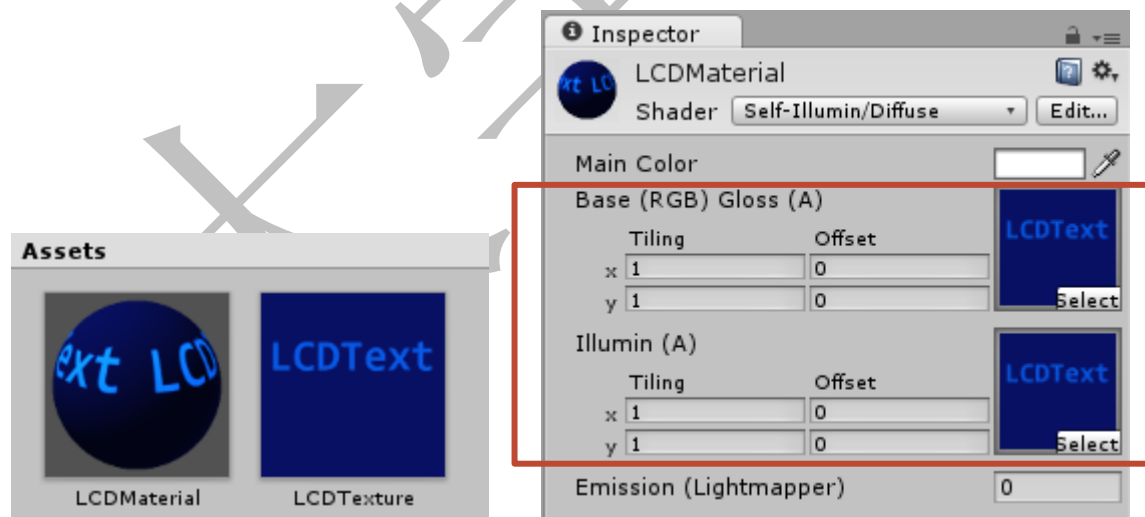 Assets
ext LCD
LCDText
LCDMaterial
LCDTexture
Inspector
ext LCD
LCDMaterial
Shader Self-Illumin/Diffuse Edit...
Main Color
Base (RGB) Gloss (A)
Tiling Offset
x 1 0
y 1 0
LCDText
Select
Illumin (A)
Tiling Offset
x 1 0
y 1 0
LCDText
Select
Emission (Lightmapper) 0